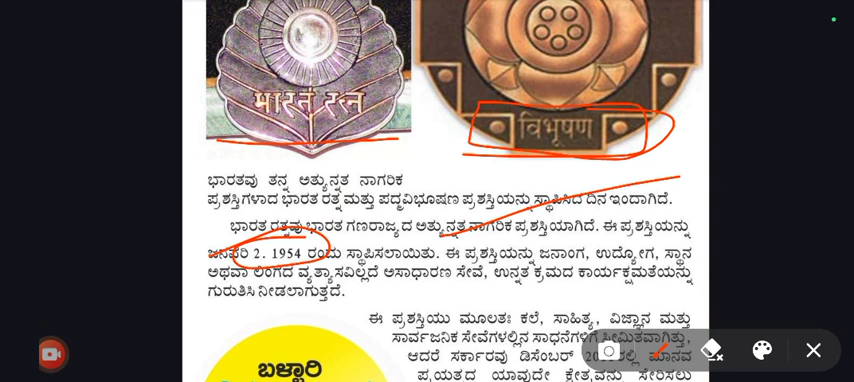 भारत रत्न
विभूषण
ಭಾರತವು ತನ್ನ ಅತ್ಯುನ್ನತ ನಾಗರಿಕ
ಪ್ರಶಸ್ತಿಗಳಾದ ಭಾರತ ರತ್ನ ಮತ್ತು ಪದ್ಮವಿಭೂಷಣ ಪ್ರಶಸ್ತಿಯನ್ನು ಸ್ಥಾಪಿಸಿದ ದಿನ ಇಂದಾಗಿದೆ.
ಭಾರತ ರತ್ನವು ಭಾರತ ಗಣರಾಜ್ಯದ ಅತ್ಯುನ್ನತ ನಾಗರಿಕ ಪ್ರಶಸ್ತಿಯಾಗಿದೆ. ಈ ಪ್ರಶಸ್ತಿಯನ್ನು
ಜನವರಿ 2. 1954 ರಂದು ಸ್ಥಾಪಿಸಲಾಯಿತು. ಈ ಪ್ರಶಸ್ತಿಯನ್ನು ಜನಾಂಗ, ಉದ್ಯೋಗ, ಸ್ಥಾನ
ಅಥವಾ ಲಿಂಗದ ವ್ಯತ್ಯಾಸವಿಲ್ಲದೆ ಅಸಾಧಾರಣ ಸೇವೆ, ಉನ್ನತ ಕ್ರಮದ ಕಾರ್ಯಕ್ಷಮತೆಯನ್ನು
ಗುರುತಿಸಿ ನೀಡಲಾಗುತ್ತದೆ.
ಈ ಪ್ರಶಸ್ತಿಯು ಮೂಲತಃ ಕಲೆ, ಸಾಹಿತ್ಯ, ವಿಜ್ಞಾನ ಮತ್ತು
ಸಾರ್ವಜನಿಕ ಸೇವೆಗಳಲ್ಲಿನ ಸಾಧನೆಗಳಿಗೆ ಸೀಮಿತವಾಗಿತ್ತು,
ಆದರೆ ಸರ್ಕಾರವು ಡಿಸೆಂಬರ್ ಮಾನವ
ಪ್ರಯತ್ನದ ಯಾವುದೇ ಕ್ಷೇತ್ರವನ್ನು ಸೇರಿಸಲು
ಬಳ್ಳಾರಿ